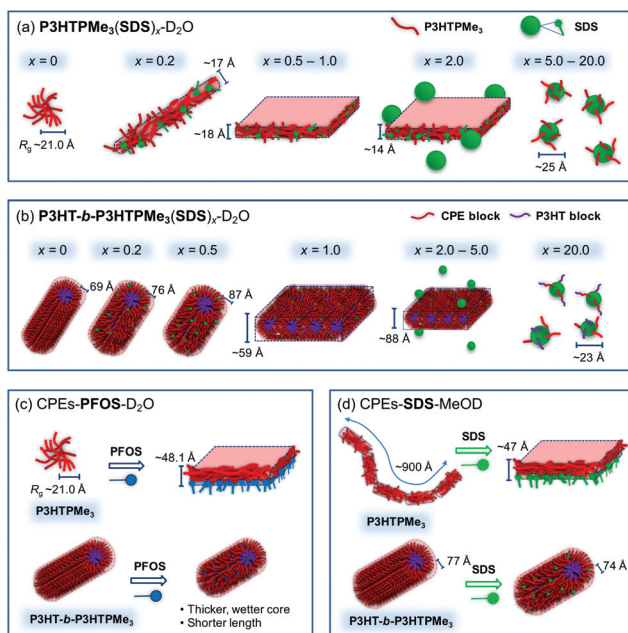 (a) P3HTPMe₃(SDS)ₓ-D₂O
P3HTPMe₃ SDS
x = 0 x = 0.2 x = 0.5 – 1.0 x = 2.0 x = 5.0 – 20.0
~17 Å
~18 Å
~14 Å
Rg ~21.0 Å
~25 Å
(b) P3HT-b-P3HTPMe₃(SDS)ₓ-D₂O
CPE block P3HT block
x = 0 x = 0.2 x = 0.5 x = 1.0 x = 2.0 – 5.0 x = 20.0
69 Å 76 Å 87 Å
~59 Å
~88 Å
~23 Å
(c) CPEs-PFOS-D₂O
PFOS
~48.1 Å
Rg ~21.0 Å
P3HTPMe₃
PFOS
P3HT-b-P3HTPMe₃
• Thicker, wetter core
• Shorter length
(d) CPEs-SDS-MeOD
SDS
~47 Å
~900 Å
P3HTPMe₃
77 Å
SDS
74 Å
P3HT-b-P3HTPMe₃